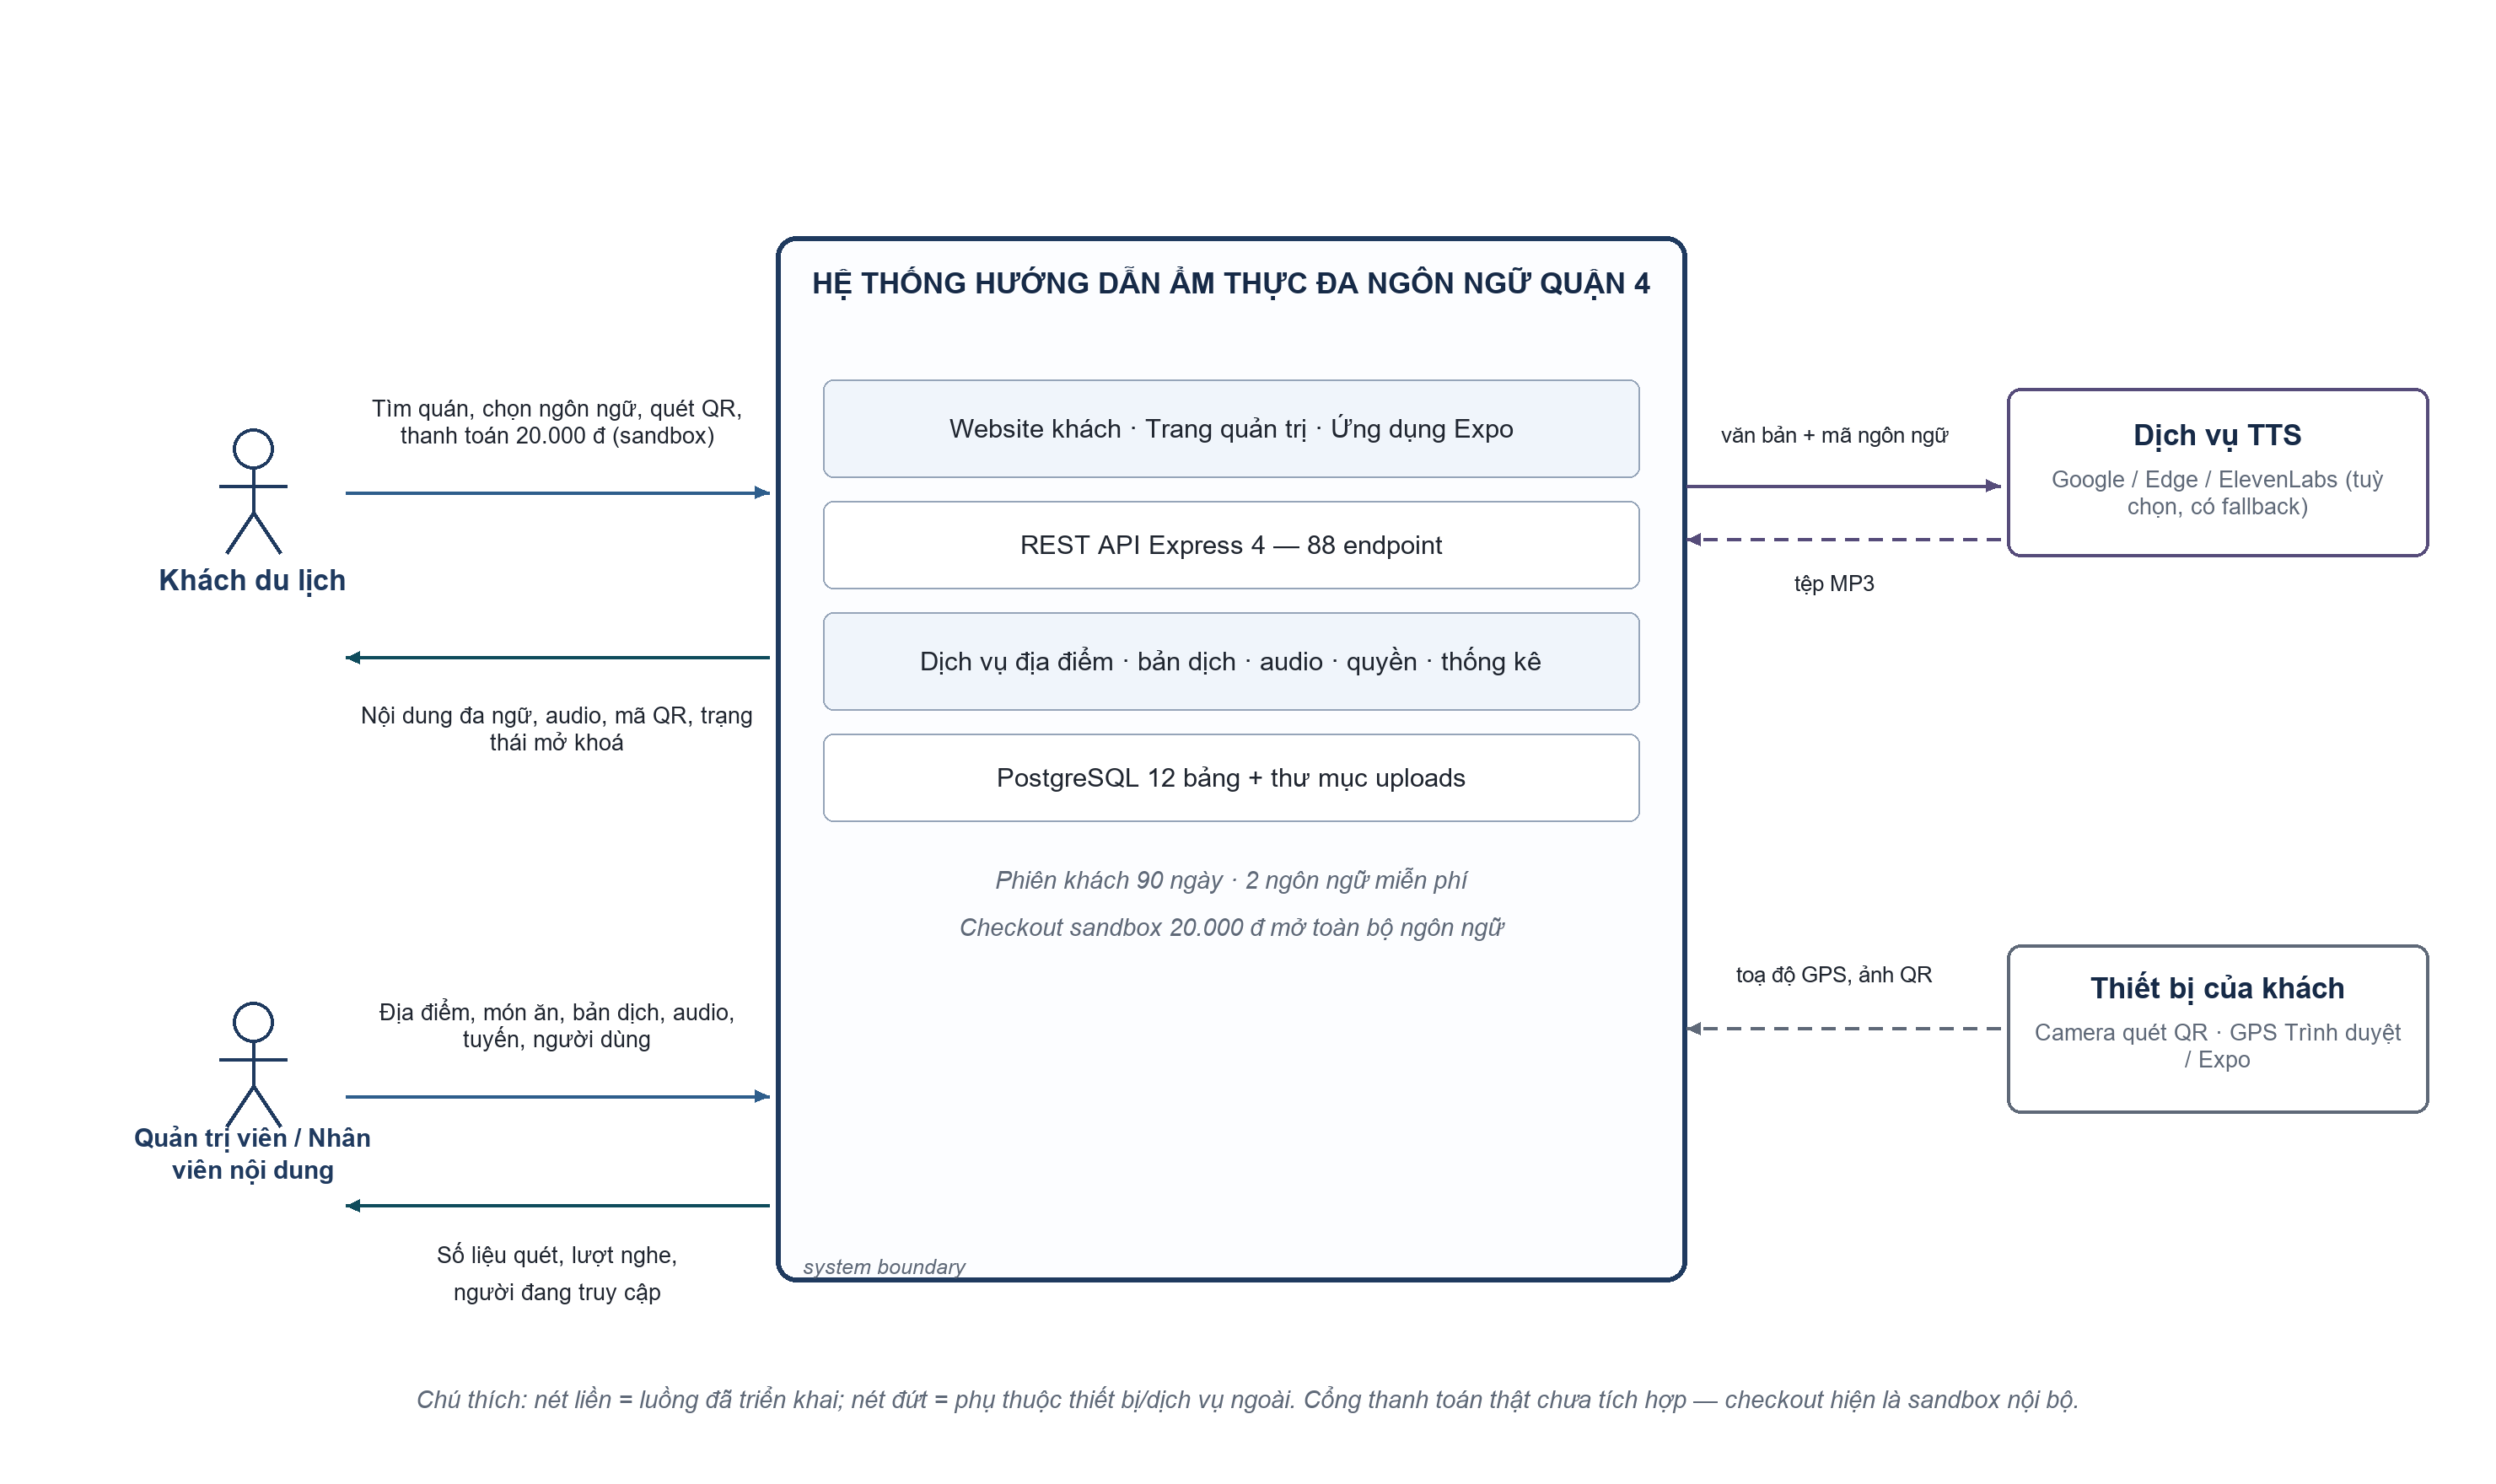 HỆ THỐNG HƯỚNG DẪN ẨM THỰC ĐA NGÔN NGỮ QUẬN 4
Tìm quán, chọn ngôn ngữ, quét QR,
thanh toán 20.000 đ (sandbox)
Khách du lịch
Nội dung đa ngữ, audio, mã QR, trạng
thái mở khoá
Website khách · Trang quản trị · Ứng dụng Expo
REST API Express 4 — 88 endpoint
Dịch vụ địa điểm · bản dịch · audio · quyền · thống kê
PostgreSQL 12 bảng + thư mục uploads
Phiên khách 90 ngày · 2 ngôn ngữ miễn phí
Checkout sandbox 20.000 đ mở toàn bộ ngôn ngữ
văn bản + mã ngôn ngữ
Dịch vụ TTS
Google / Edge / ElevenLabs (tuỳ
chọn, có fallback)
tệp MP3
Địa điểm, món ăn, bản dịch, audio,
tuyến, người dùng
Quản trị viên / Nhân
viên nội dung
Số liệu quét, lượt nghe,
người đang truy cập
toạ độ GPS, ảnh QR
Thiết bị của khách
Camera quét QR · GPS Trình duyệt
/ Expo
system boundary
Chú thích: nét liền = luồng đã triển khai; nét đứt = phụ thuộc thiết bị/dịch vụ ngoài. Cổng thanh toán thật chưa tích hợp — checkout hiện là sandbox nội bộ.